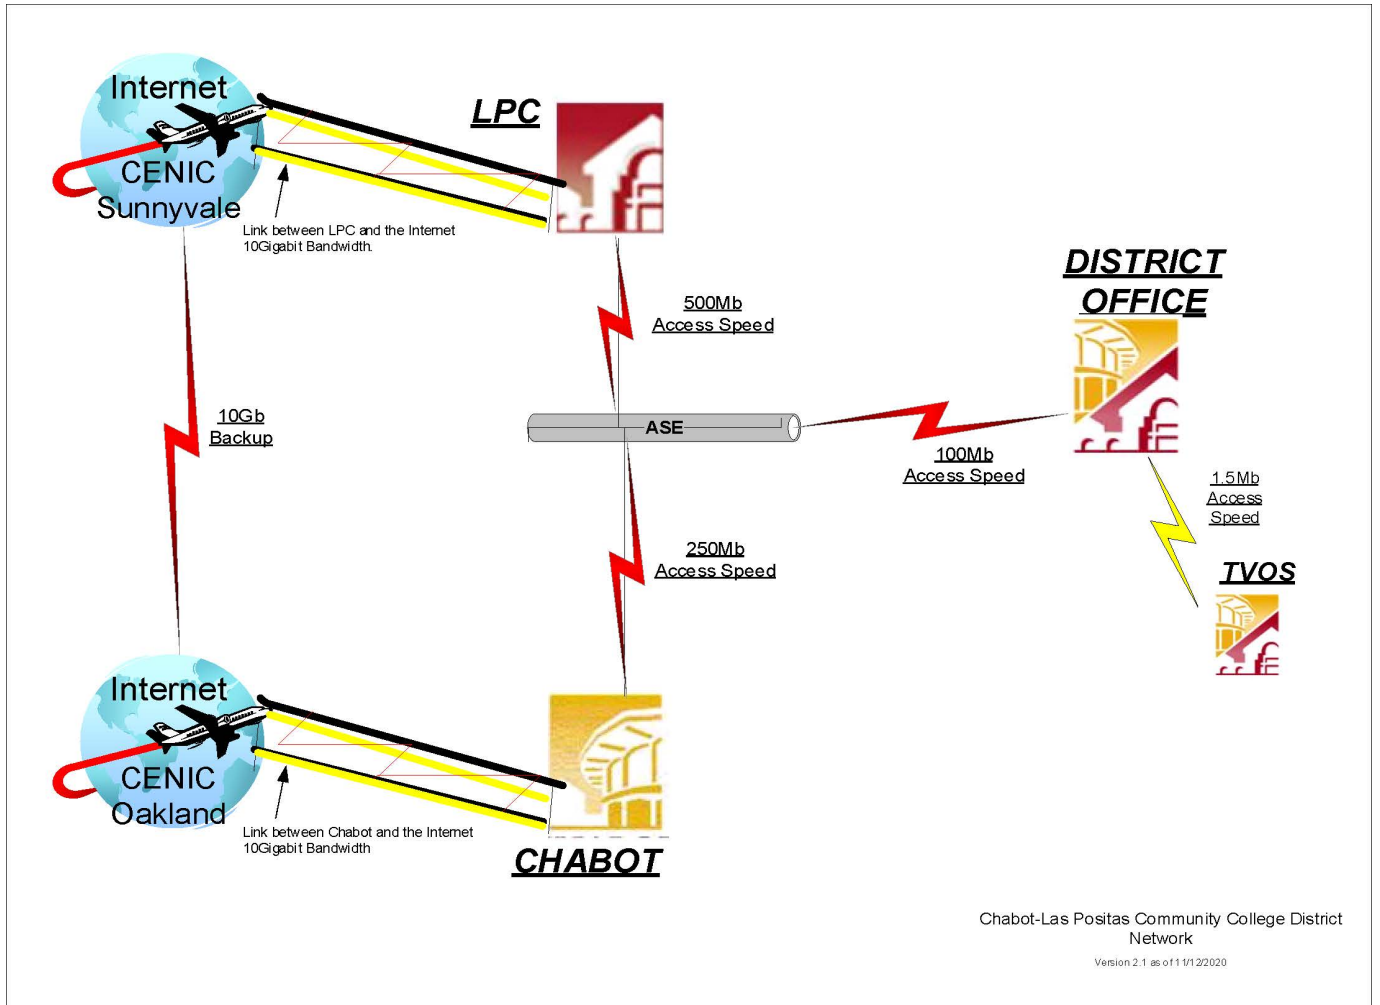 Internet
CENIC
Sunnyvale
LPC
Link between LPC and the Internet
10Gigabit Bandwidth.
500Mb
Access Speed
DISTRICT
OFFICE
10Gb
Backup
ASE
100Mb
Access Speed
1.5Mb
Access
Speed
250Mb
Access Speed
TVOS
Internet
CENIC
Oakland
Link between Chabot and the Internet
10Gigabit Bandwidth
CHABOT
Chabot-Las Positas Community College District
Network
Version 2.1 as of 11/12/2020